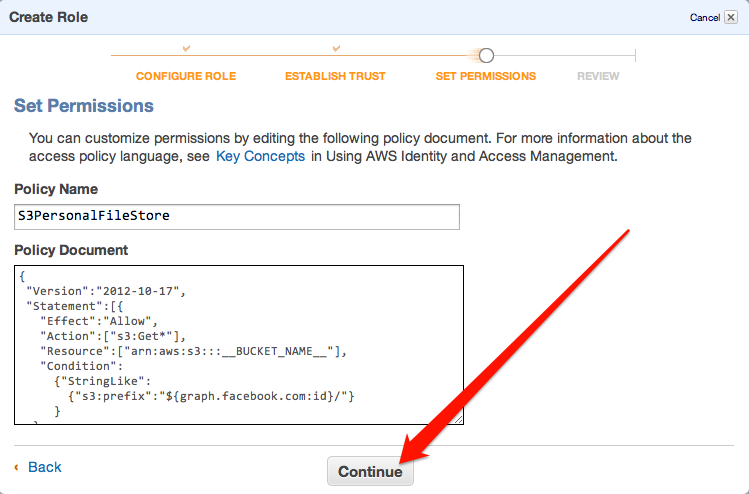 Create Role
Cancel
CONFIGURE ROLE ESTABLISH TRUST SET PERMISSIONS REVIEW
Set Permissions
You can customize permissions by editing the following policy document. For more information about the
access policy language, see Key Concepts in Using AWS Identity and Access Management.
Policy Name
S3PersonalFileStore
Policy Document
{
"Version":"2012-10-17",
"Statement":[{
"Effect":"Allow",
"Action":["s3:Get*"],
"Resource":["arn:aws:s3:::__BUCKET_NAME__"],
"Condition":
{"StringLike":
{"s3:prefix":"${graph.facebook.com:id}/"}
}
Back
Continue